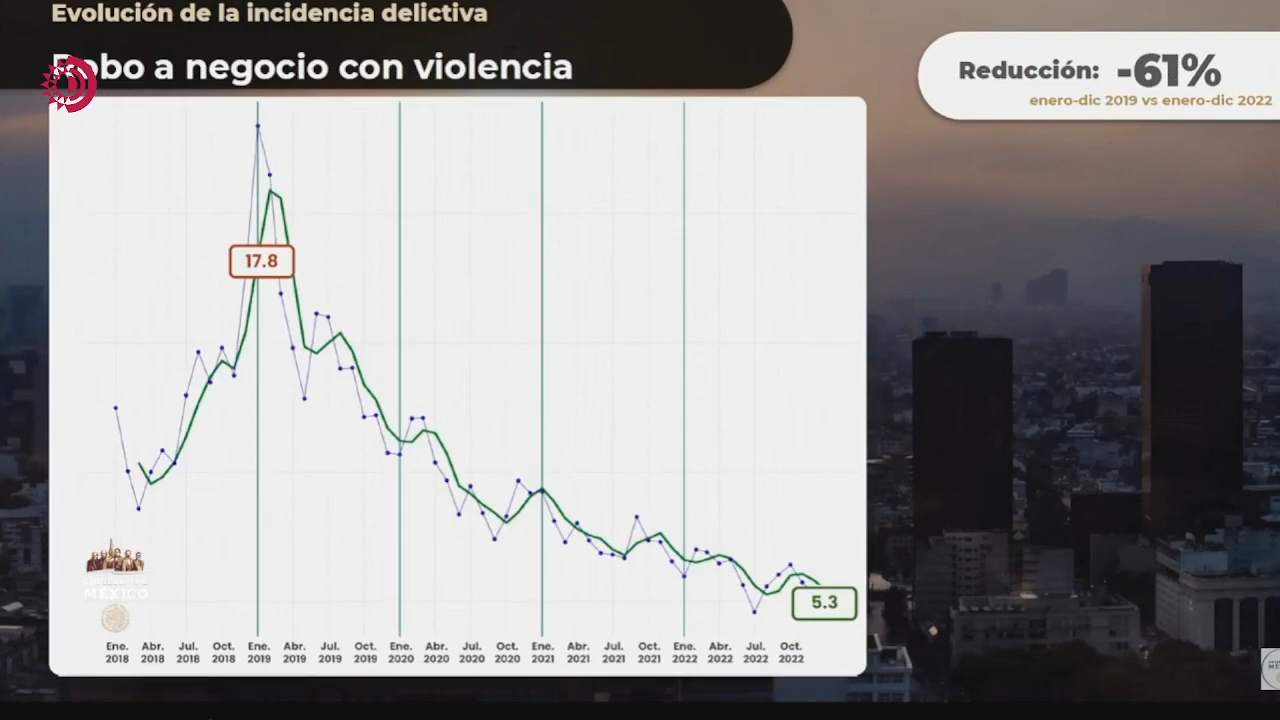 Evolución de la incidencia delictiva
Robo a negocio con violencia
Reducción: -61%
enero-dic 2019 vs enero-dic 2022
17.8
5.3
MÉXICO
Ene. Abr. Jul. Oct. Ene. Abr. Jul. Oct. Ene. Abr. Jul. Oct. Ene. Abr. Jul. Oct. Ene. Abr. Jul. Oct.
2018 2018 2018 2018 2019 2019 2019 2019 2020 2020 2020 2020 2021 2021 2021 2021 2022 2022 2022 2022